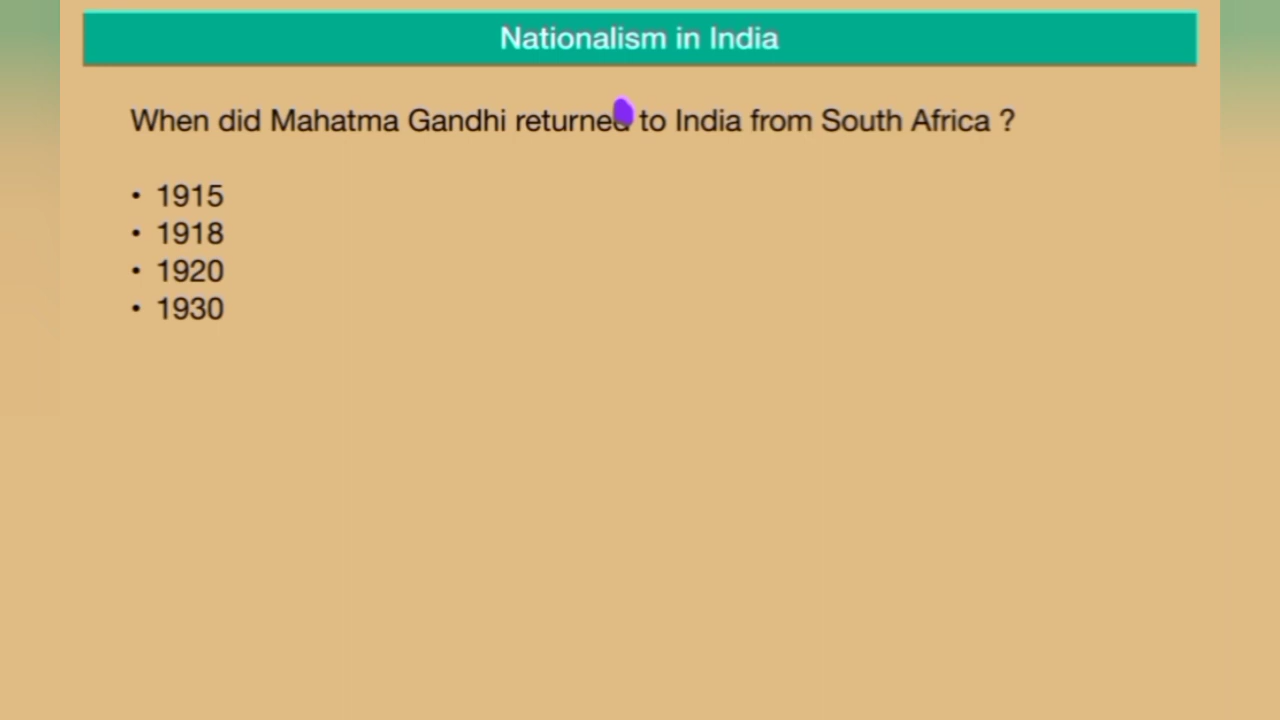 Nationalism in India
When did Mahatma Gandhi returned to India from South Africa ?
• 1915
• 1918
• 1920
• 1930